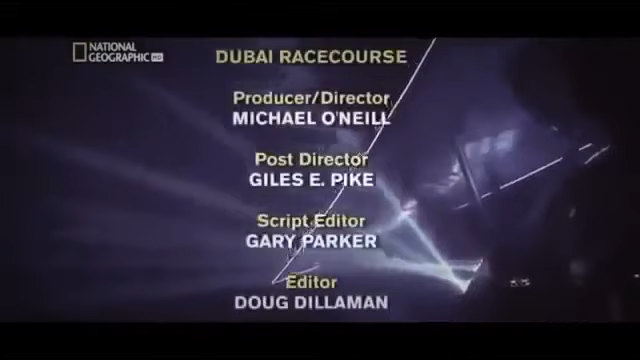 NATIONAL
GEOGRAPHIC HD
DUBAI RACECOURSE
Producer/Director
MICHAEL O'NEILL
Post Director
GILES E. PIKE
Script Editor
GARY PARKER
Editor
DOUG DILLAMAN